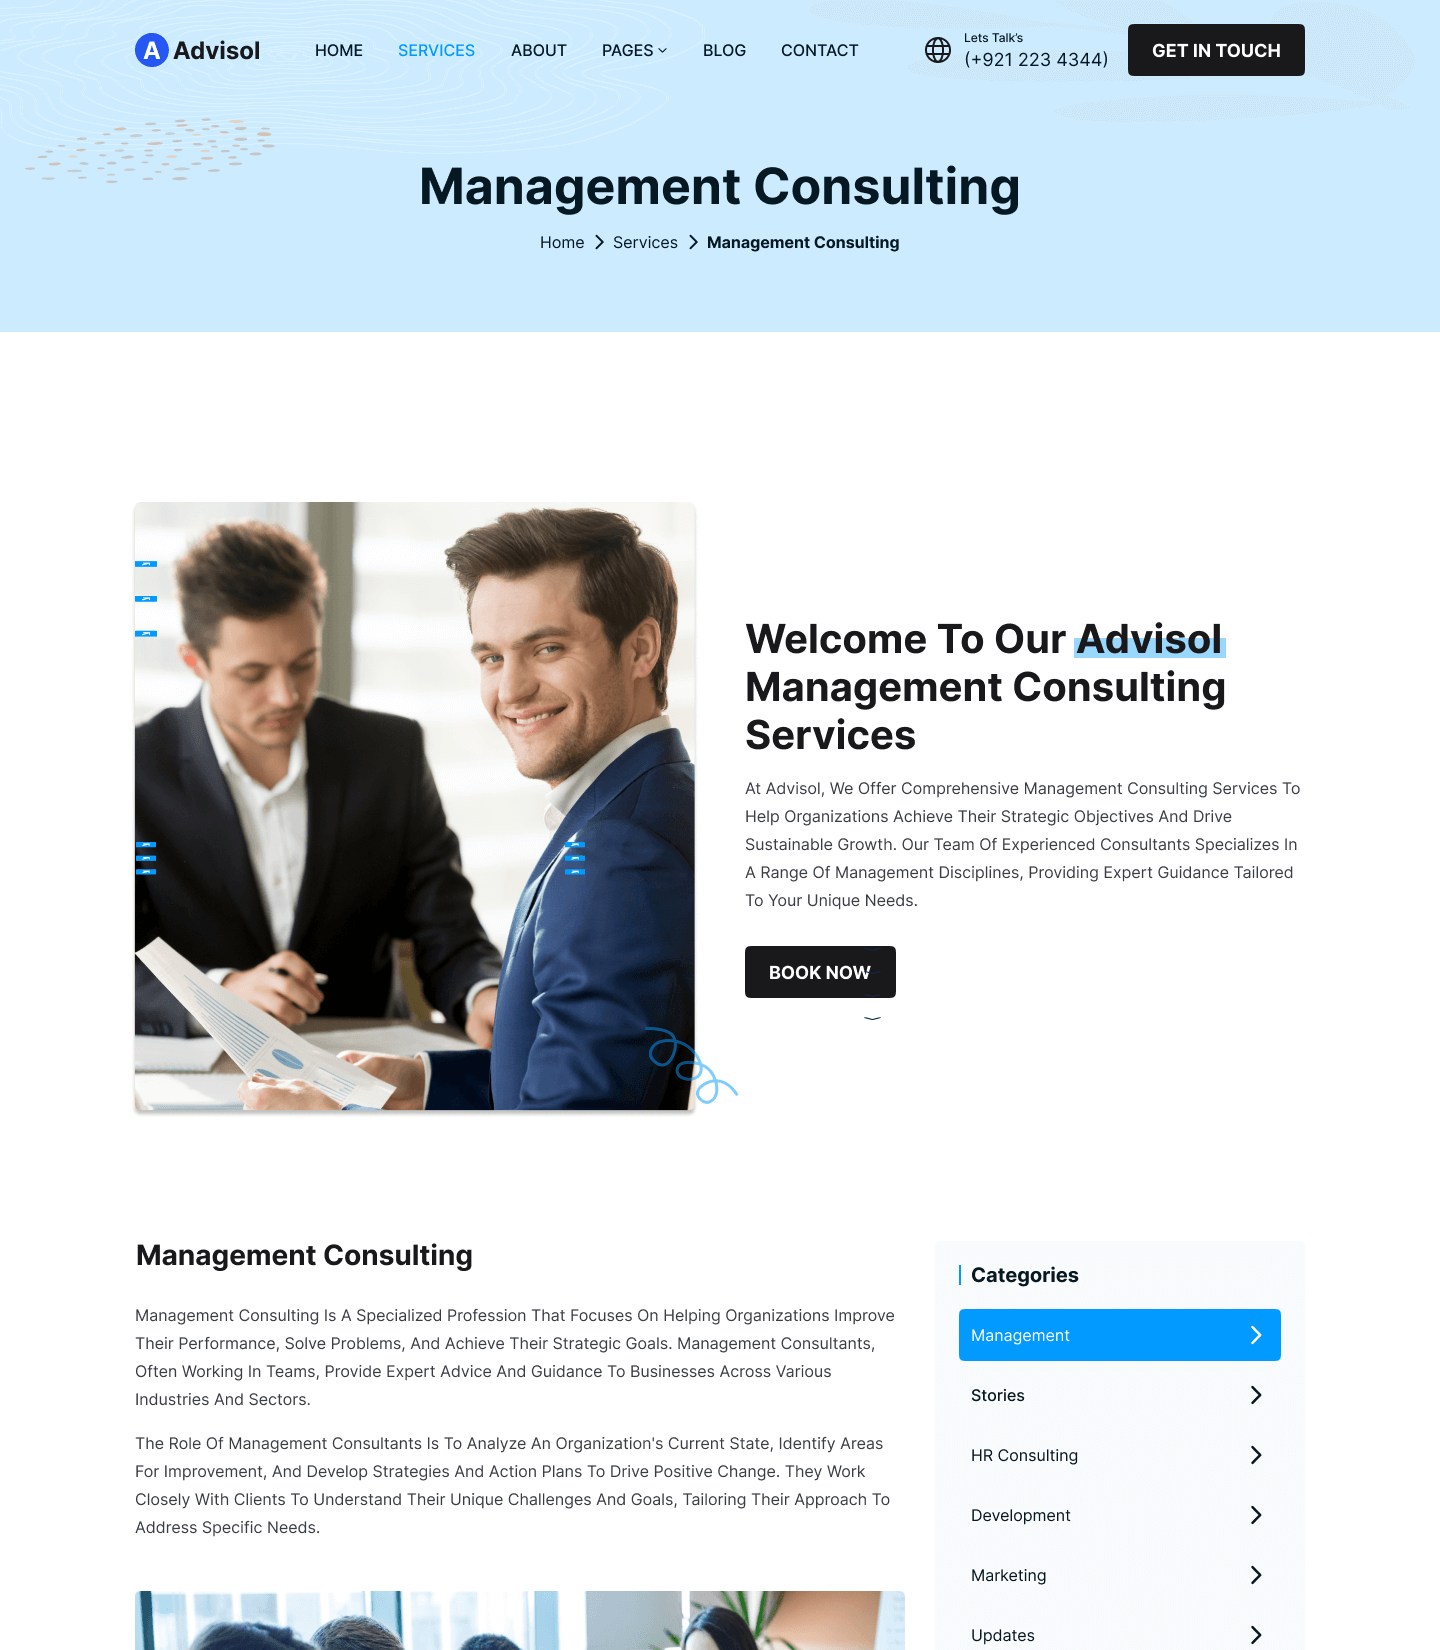 A Advisol
HOME SERVICES ABOUT PAGES BLOG CONTACT
Lets Talk's
(+921 223 4344)
GET IN TOUCH
Management Consulting
Home Services Management Consulting
Welcome To Our Advisol
Management Consulting
Services
At Advisol, We Offer Comprehensive Management Consulting Services To
Help Organizations Achieve Their Strategic Objectives And Drive
Sustainable Growth. Our Team Of Experienced Consultants Specializes In
A Range Of Management Disciplines, Providing Expert Guidance Tailored
To Your Unique Needs.
BOOK NOW
Management Consulting
Management Consulting Is A Specialized Profession That Focuses On Helping Organizations Improve
Their Performance, Solve Problems, And Achieve Their Strategic Goals. Management Consultants,
Often Working In Teams, Provide Expert Advice And Guidance To Businesses Across Various
Industries And Sectors.
The Role Of Management Consultants Is To Analyze An Organization's Current State, Identify Areas
For Improvement, And Develop Strategies And Action Plans To Drive Positive Change. They Work
Closely With Clients To Understand Their Unique Challenges And Goals, Tailoring Their Approach To
Address Specific Needs.
Categories
Management
Stories
HR Consulting
Development
Marketing
Updates